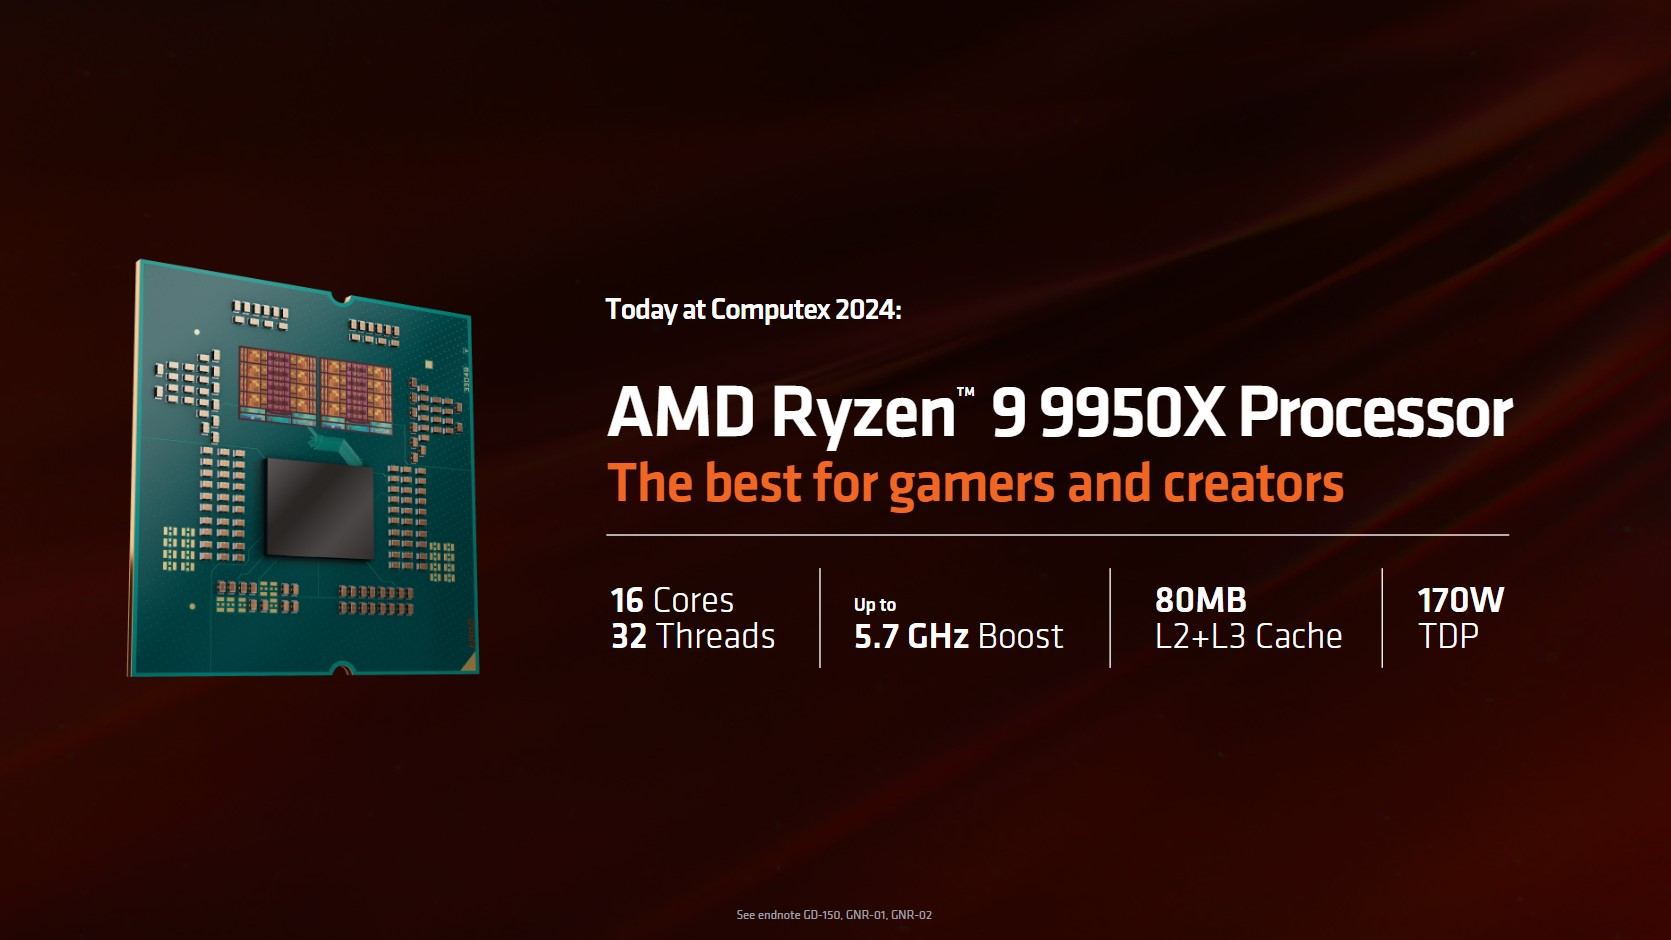 Today at Computex 2024:
AMD Ryzen™ 9 9950X Processor
The best for gamers and creators
16 Cores
32 Threads
Up to
5.7 GHz Boost
80MB
L2+L3 Cache
170W
TDP
See endnote GD-150, GNR-01, GNR-02